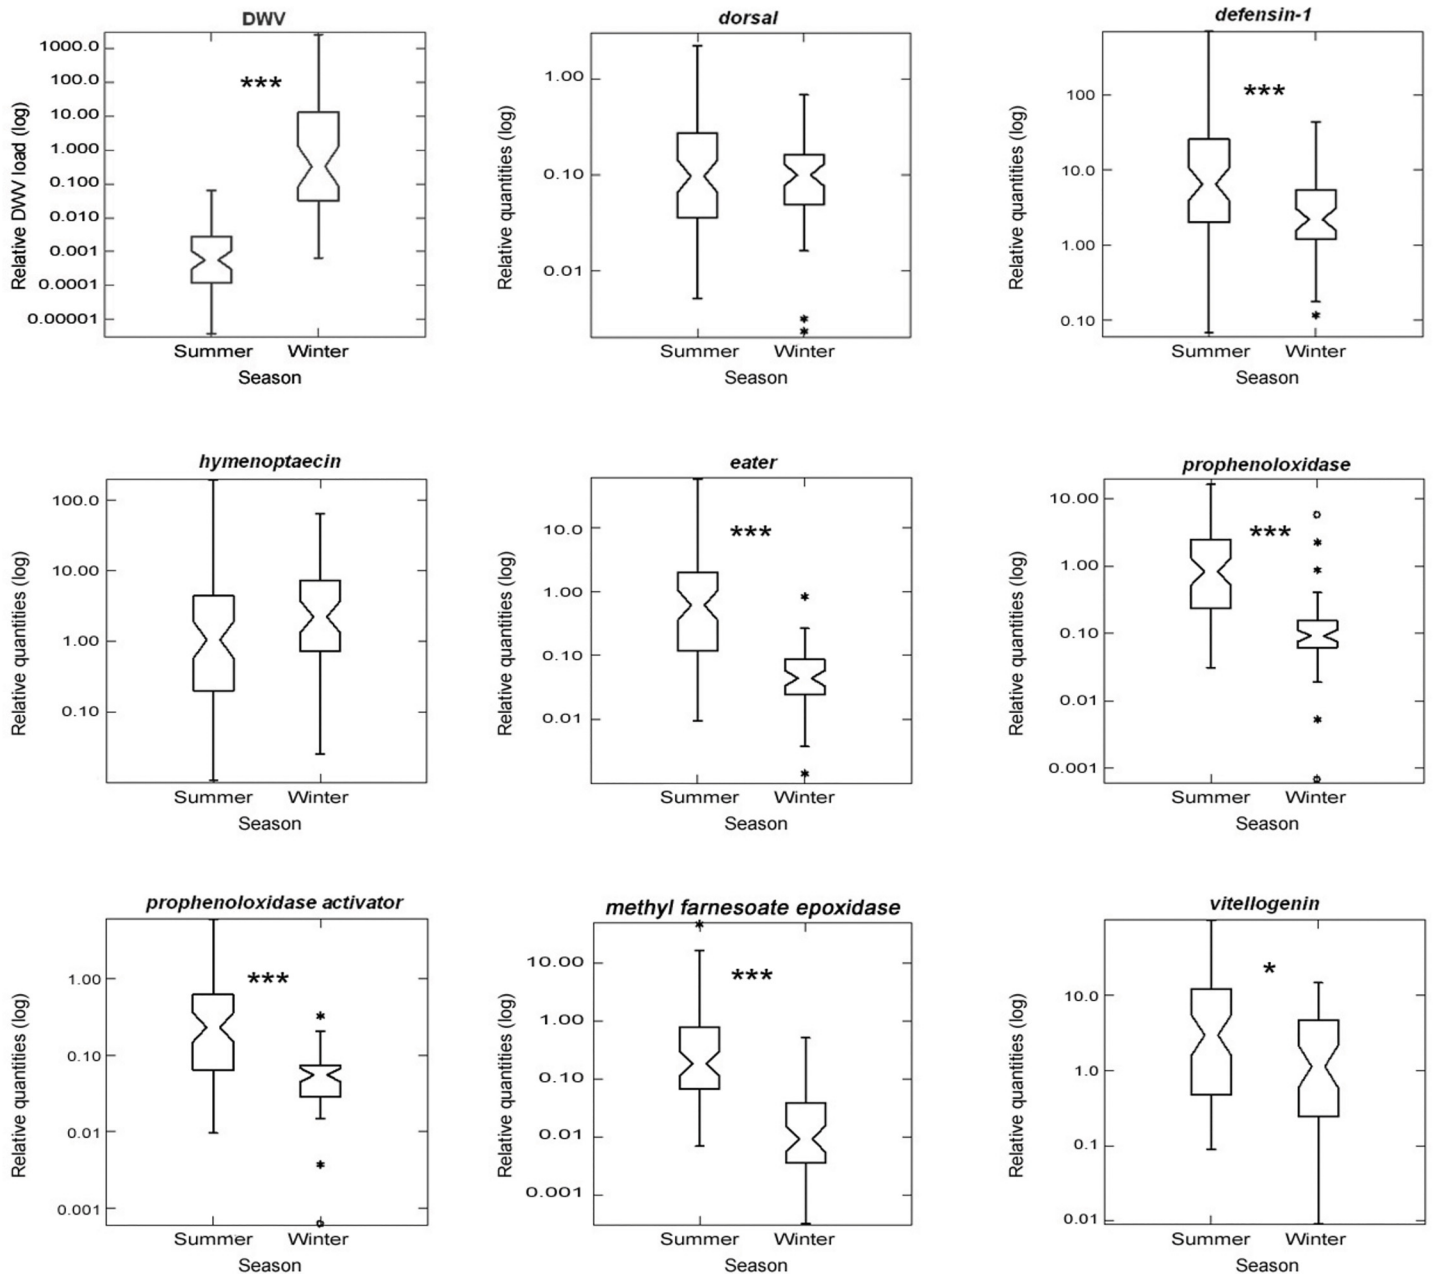 DWV
1000.0
100.0
10.00
1.000
0.100
0.010
0.001
0.0001
0.00001
Relative DWV load (log)
***
Summer Winter
Season
dorsal
1.00
0.10
0.01
Relative quantities (log)
Summer Winter
Season
defensin-1
100
10.0
1.00
0.10
Relative quantities (log)
***
Summer Winter
Season
hymenoptaecin
100.0
10.00
1.00
0.10
Relative quantities (log)
Summer Winter
Season
eater
10.0
1.00
0.10
0.01
Relative quantities (log)
***
Summer Winter
Season
prophenoloxidase
10.00
1.00
0.10
0.01
0.001
Relative quantities (log)
***
Summer Winter
Season
prophenoloxidase activator
1.00
0.10
0.01
0.001
Relative quantities (log)
***
Summer Winter
Season
methyl farnesoate epoxidase
10.00
1.00
0.10
0.01
0.001
Relative quantities (log)
***
Summer Winter
Season
vitellogenin
10.0
1.0
0.1
0.01
Relative quantities (log)
*
Summer Winter
Season